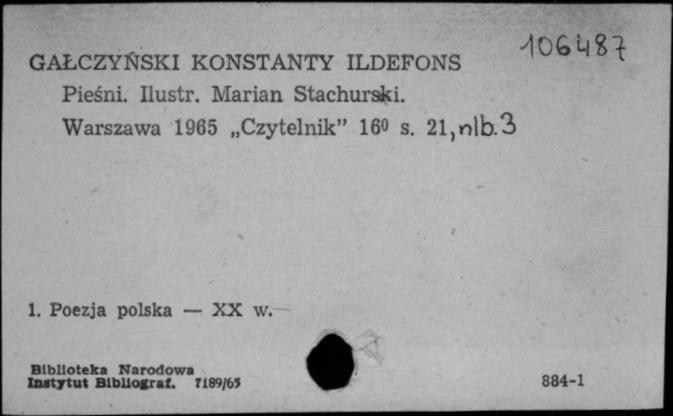 106487
GAŁCZYŃSKI KONSTANTY ILDEFONS
Pieśni. Ilustr. Marian Stachurski.
Warszawa 1965 „Czytelnik” 16⁰ s. 21, nlb. 3
1. Poezja polska — XX w.
Biblioteka Narodowa
Instytut Bibliograf. 7189/65
884-1